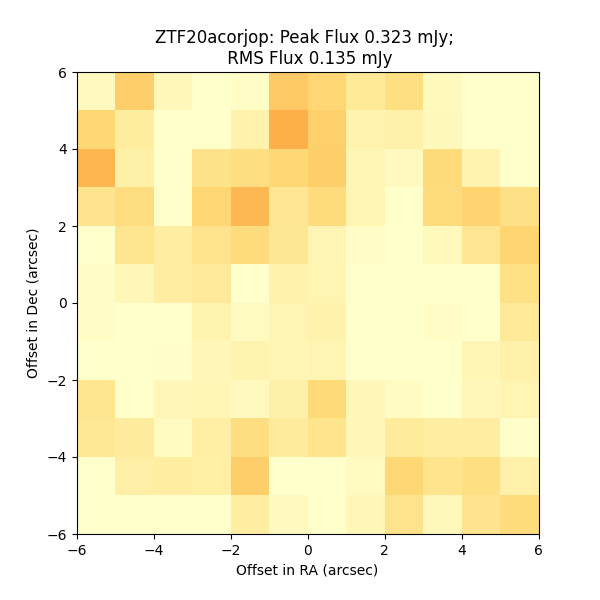 ZTF20acorjop: Peak Flux 0.323 mJy;
RMS Flux 0.135 mJy
6
4
2
0
−2
−4
−6
Offset in Dec (arcsec)
−6 −4 −2 0 2 4 6
Offset in RA (arcsec)